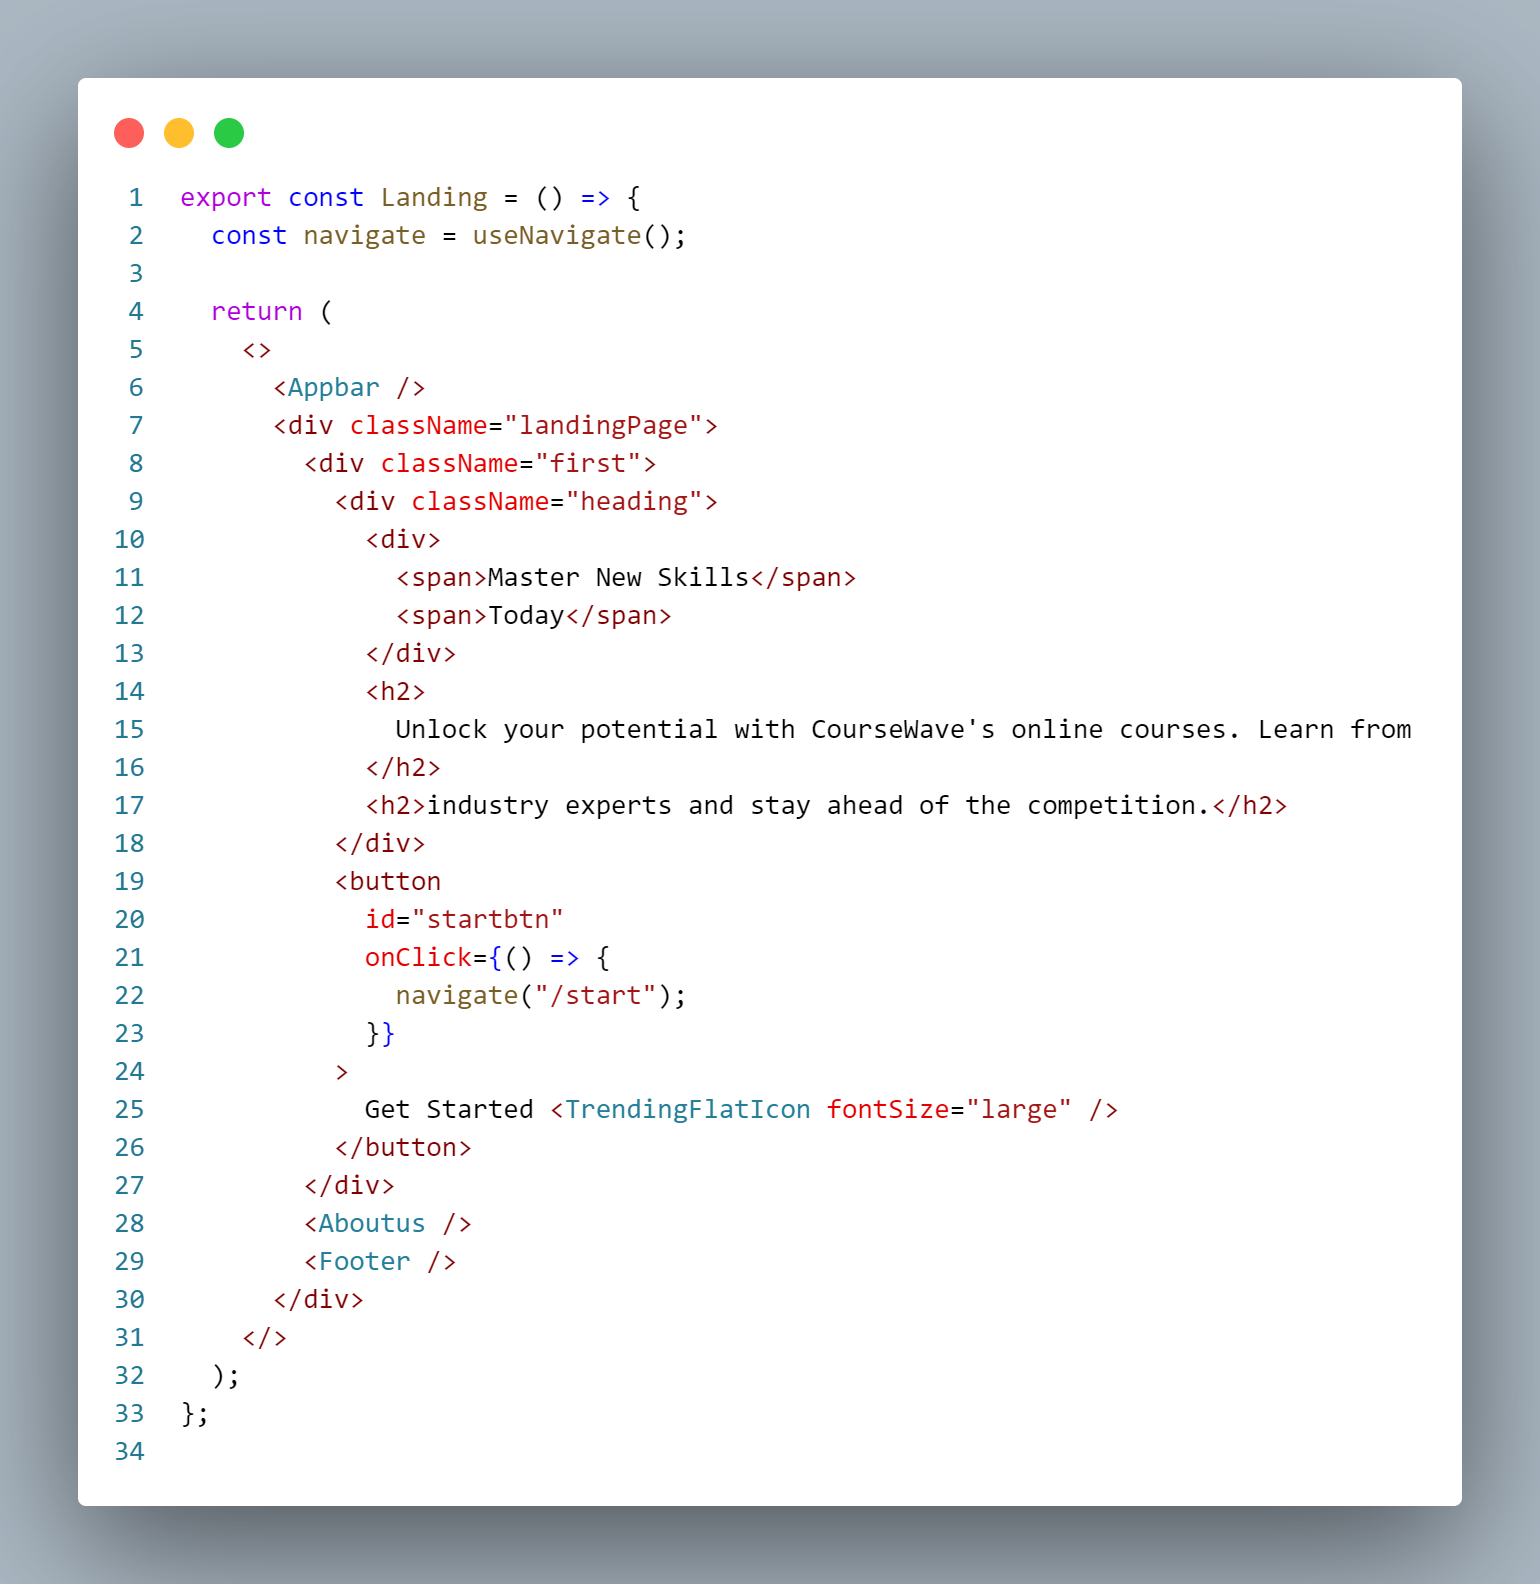 1 export const Landing = () => {
2   const navigate = useNavigate();
3
4   return (
5     <>
6       <Appbar />
7       <div className="landingPage">
8         <div className="first">
9           <div className="heading">
10             <div>
11               <span>Master New Skills</span>
12               <span>Today</span>
13             </div>
14             <h2>
15               Unlock your potential with CourseWave's online courses. Learn from
16             </h2>
17             <h2>industry experts and stay ahead of the competition.</h2>
18           </div>
19           <button
20             id="startbtn"
21             onClick={() => {
22               navigate("/start");
23             }}
24           >
25             Get Started <TrendingFlatIcon fontSize="large" />
26           </button>
27         </div>
28         <Aboutus />
29         <Footer />
30       </div>
31     </>
32   );
33 };
34